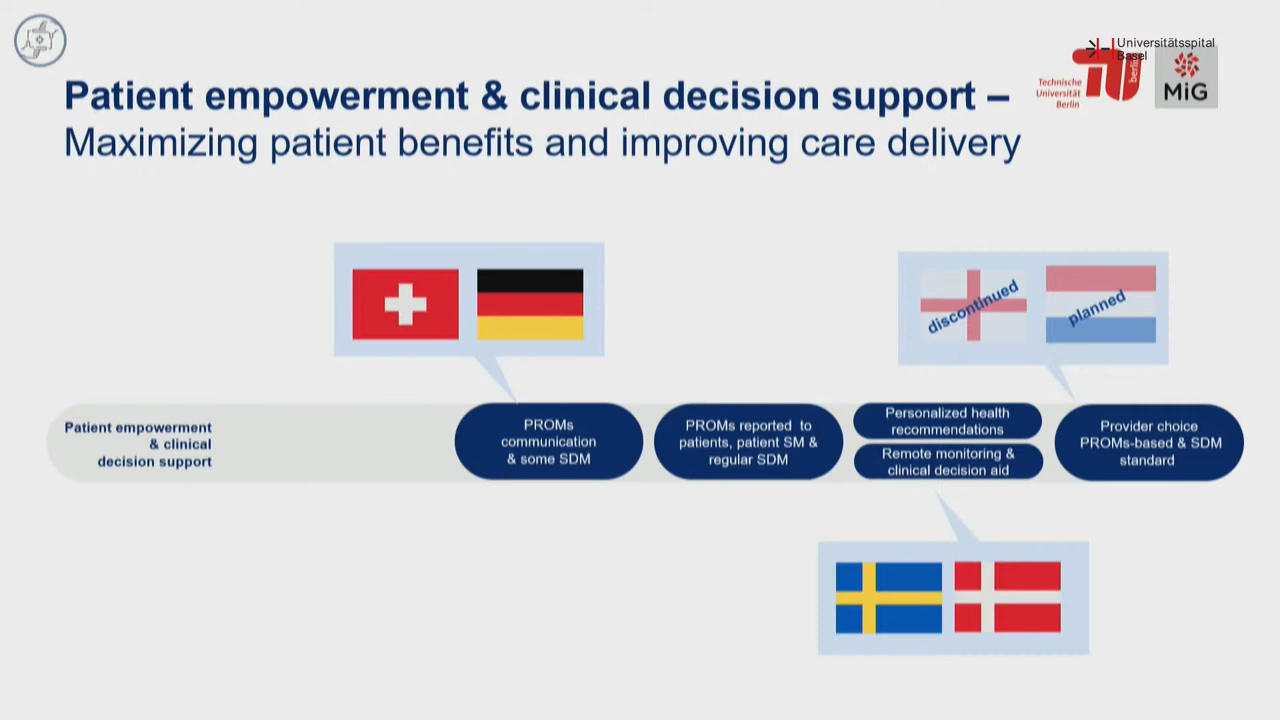 Patient empowerment & clinical decision support –
Maximizing patient benefits and improving care delivery
Universitätsspital
Basel
Technische
Universität
Berlin
berlin
MiG
discontinued
planned
Patient empowerment
& clinical
decision support
PROMs
communication
& some SDM
PROMs reported to
patients, patient SM &
regular SDM
Personalized health
recommendations
Remote monitoring &
clinical decision aid
Provider choice
PROMs-based & SDM
standard